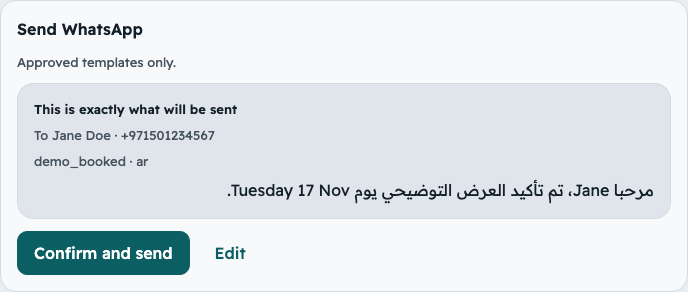 Send WhatsApp
Approved templates only.
This is exactly what will be sent
To Jane Doe · +971501234567
demo_booked · ar
مرحبا Jane، تم تأكيد العرض التوضيحي يوم Tuesday 17 Nov.
Confirm and send
Edit